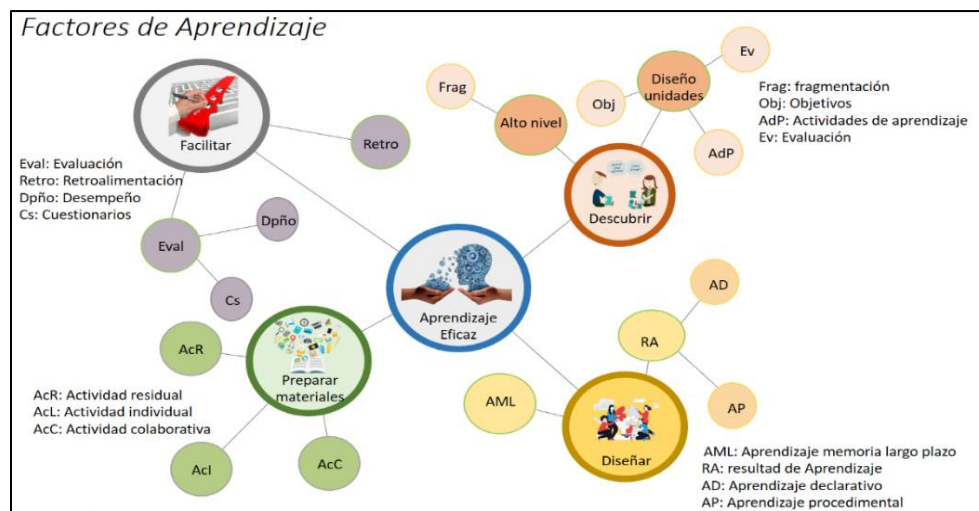 Factores de Aprendizaje
Facilitar
Retro
Eval: Evaluación
Retro: Retroalimentación
Dpño: Desempeño
Cs: Cuestionarios
Eval
Dpño
Cs
Frag
Alto nivel
Obj
Diseño
unidades
Ev
AdP
Descubrir
Frag: fragmentación
Obj: Objetivos
AdP: Actividades de aprendizaje
Ev: Evaluación
Aprendizaje
Eficaz
AcR
Preparar
materiales
AcR: Actividad residual
AcL: Actividad individual
AcC: Actividad colaborativa
AcI
AcC
AML
RA
AD
AP
Diseñar
AML: Aprendizaje memoria largo plazo
RA: resultad de Aprendizaje
AD: Aprendizaje declarativo
AP: Aprendizaje procedimental